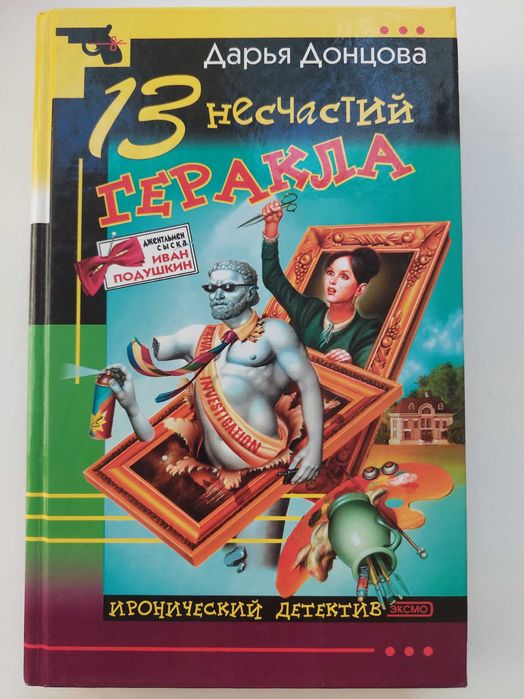 Дарья Донцова
13 несчастий
ГЕРАКЛА
джентльмен
сыска
ИВАН
ПОДУШКИН
INVESTIGATION
ИРОНИЧЕСКИЙ ДЕТЕКТИВ
ЭКСМО